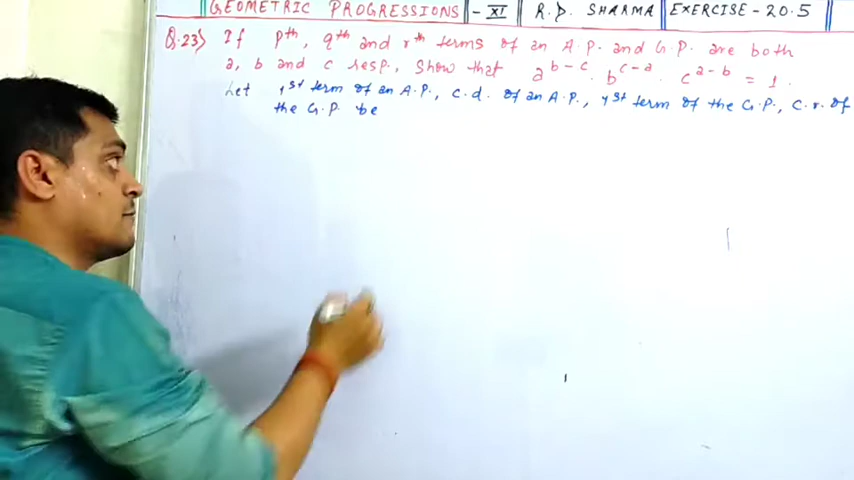 GEOMETRIC PROGRESSIONS - XI R.D. SHARMA EXERCISE - 20.5
Q.23) If pth, qth and rth terms of an A.P. and G.P. are both
a, b and c resp., show that a^{b-c} . b^{c-a} . c^{a-b} = 1.
Let 1st term of an A.P., C.d. of an A.P., 1st term of the G.P., C.r. of
the G.P. be